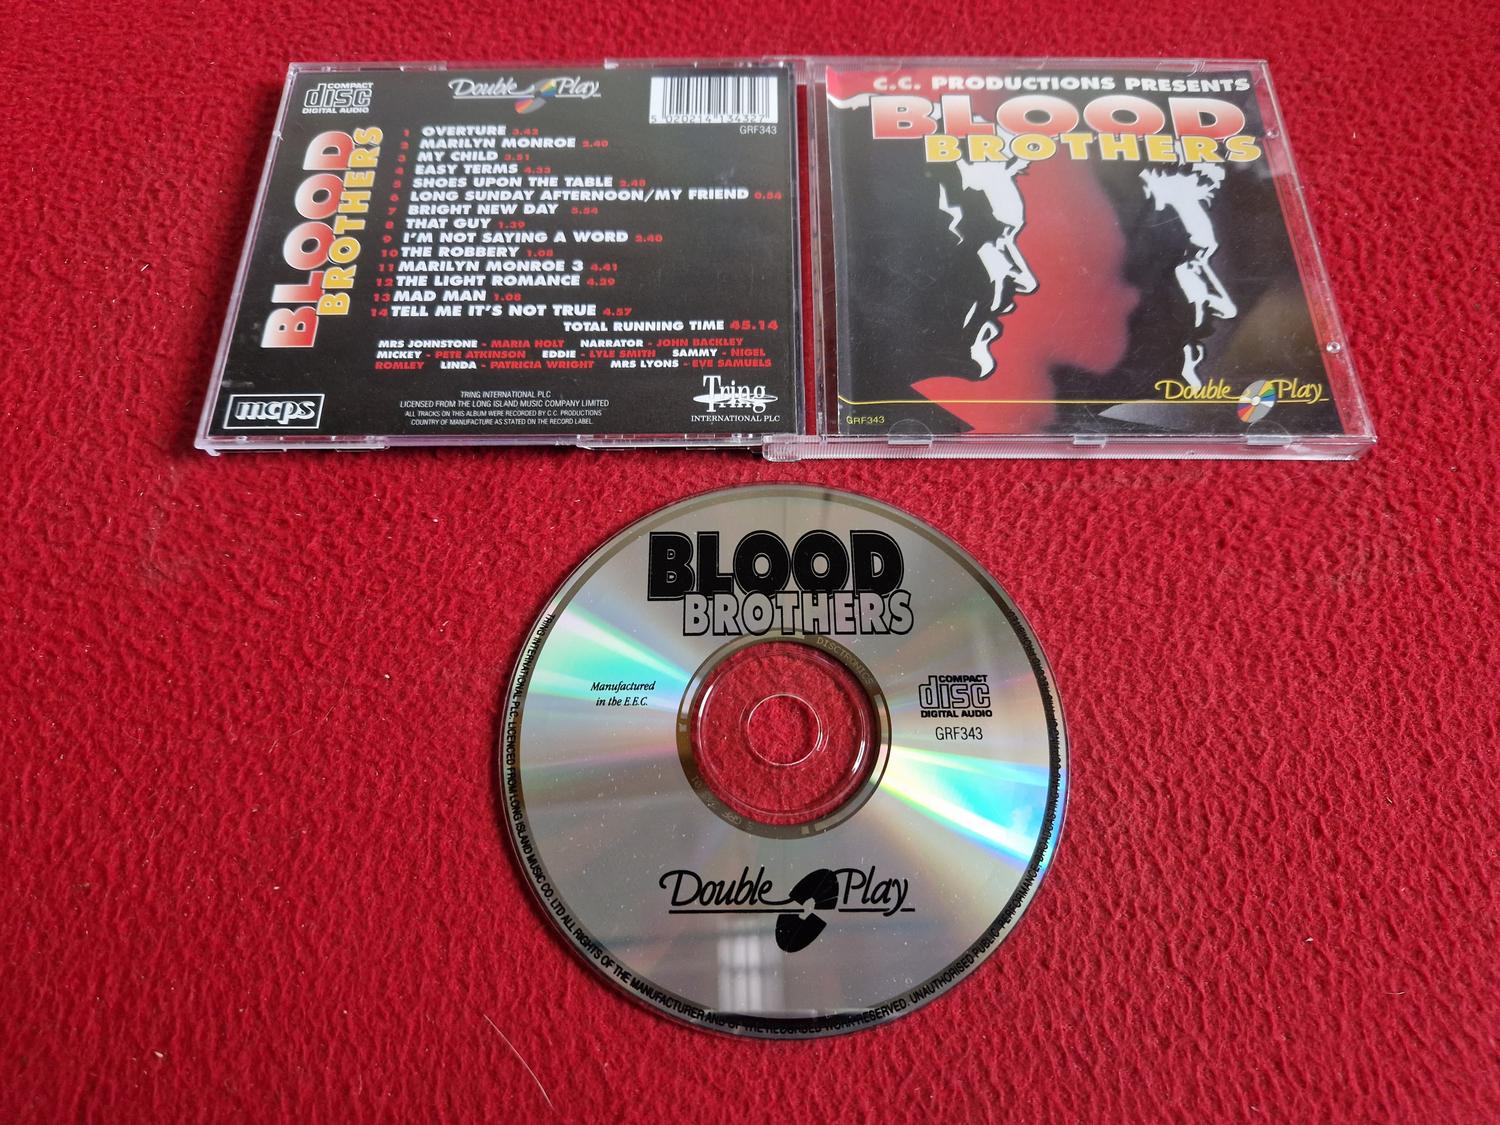 COMPACT
disc
DIGITAL AUDIO
Double Play
5 020214 134327
GRF343
BLOOD
BROTHERS
1 OVERTURE 3.42
2 MARILYN MONROE 2.40
3 MY CHILD 3.51
4 EASY TERMS 4.33
5 SHOES UPON THE TABLE 2.48
6 LONG SUNDAY AFTERNOON/MY FRIEND 0.54
7 BRIGHT NEW DAY 5.54
8 THAT GUY 1.39
9 I'M NOT SAYING A WORD 2.40
10 THE ROBBERY 1.08
11 MARILYN MONROE 3 4.41
12 THE LIGHT ROMANCE 4.29
13 MAD MAN 1.08
14 TELL ME IT'S NOT TRUE 4.57
TOTAL RUNNING TIME 45.14
MRS JOHNSTONE - MARIA HOLT NARRATOR - JOHN BACKLEY
MICKEY - PETE ATKINSON EDDIE - LYLE SMITH SAMMY - NIGEL
ROMLEY LINDA - PATRICIA WRIGHT MRS LYONS - EVE SAMUELS
mcps
TRING INTERNATIONAL PLC
LICENSED FROM THE LONG ISLAND MUSIC COMPANY LIMITED
ALL TRACKS ON THIS ALBUM WERE RECORDED BY C.C. PRODUCTIONS
COUNTRY OF MANUFACTURE AS STATED ON THE RECORD LABEL.
Tring
INTERNATIONAL PLC
C.C. PRODUCTIONS PRESENTS
BLOOD
BROTHERS
Double Play
GRF343
BLOOD
BROTHERS
DISCTRONICS
Manufactured
in the E.E.C.
COMPACT
disc
DIGITAL AUDIO
GRF343
Double Play
TRING INTERNATIONAL PLC. LICENCED FROM LONG ISLAND MUSIC CO. LTD ALL RIGHTS OF THE MANUFACTURER AND OF THE RECORDED WORK RESERVED. UNAUTHORISED PUBLIC PERFORMANCE, BROADCASTING AND COPYING OF